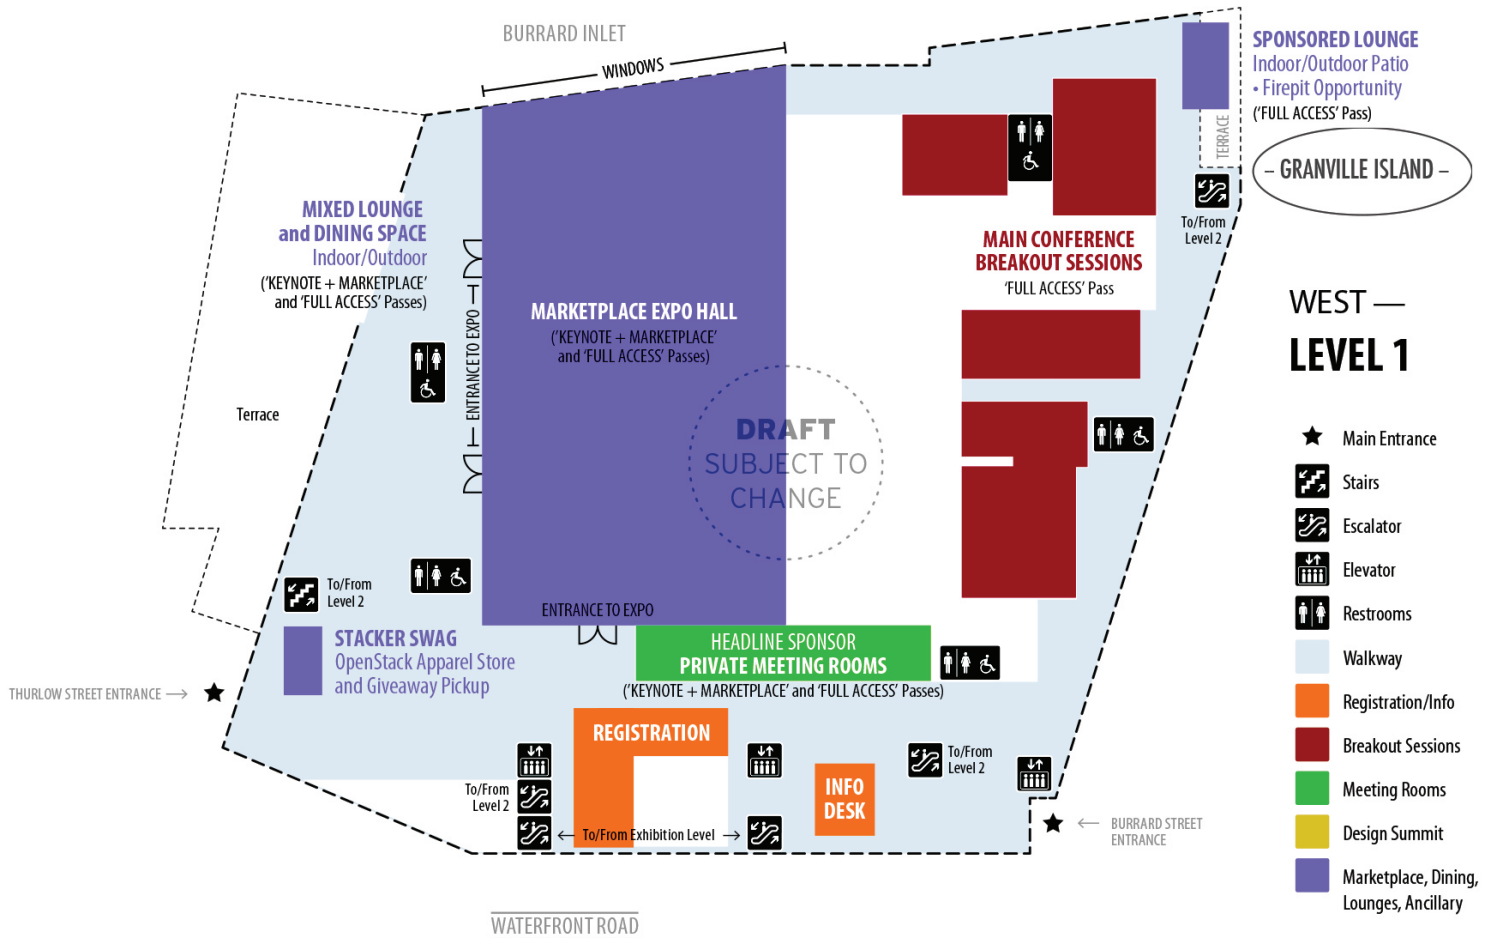 BURRARD INLET
WINDOWS
SPONSORED LOUNGE
Indoor/Outdoor Patio
• Firepit Opportunity
('FULL ACCESS' Pass)
TERRACE
– GRANVILLE ISLAND –
To/From
Level 2
MIXED LOUNGE
and DINING SPACE
Indoor/Outdoor
('KEYNOTE + MARKETPLACE'
and 'FULL ACCESS' Passes)
ENTRANCE TO EXPO
MARKETPLACE EXPO HALL
('KEYNOTE + MARKETPLACE'
and 'FULL ACCESS' Passes)
MAIN CONFERENCE
BREAKOUT SESSIONS
'FULL ACCESS' Pass
WEST —
LEVEL 1
Terrace
DRAFT
SUBJECT TO
CHANGE
To/From
Level 2
ENTRANCE TO EXPO
STACKER SWAG
OpenStack Apparel Store
and Giveaway Pickup
HEADLINE SPONSOR
PRIVATE MEETING ROOMS
('KEYNOTE + MARKETPLACE' and 'FULL ACCESS' Passes)
THURLOW STREET ENTRANCE →
REGISTRATION
To/From
Level 2
INFO
DESK
To/From
Level 2
← To/From Exhibition Level →
← BURRARD STREET
ENTRANCE
WATERFRONT ROAD
Main Entrance
Stairs
Escalator
Elevator
Restrooms
Walkway
Registration/Info
Breakout Sessions
Meeting Rooms
Design Summit
Marketplace, Dining,
Lounges, Ancillary